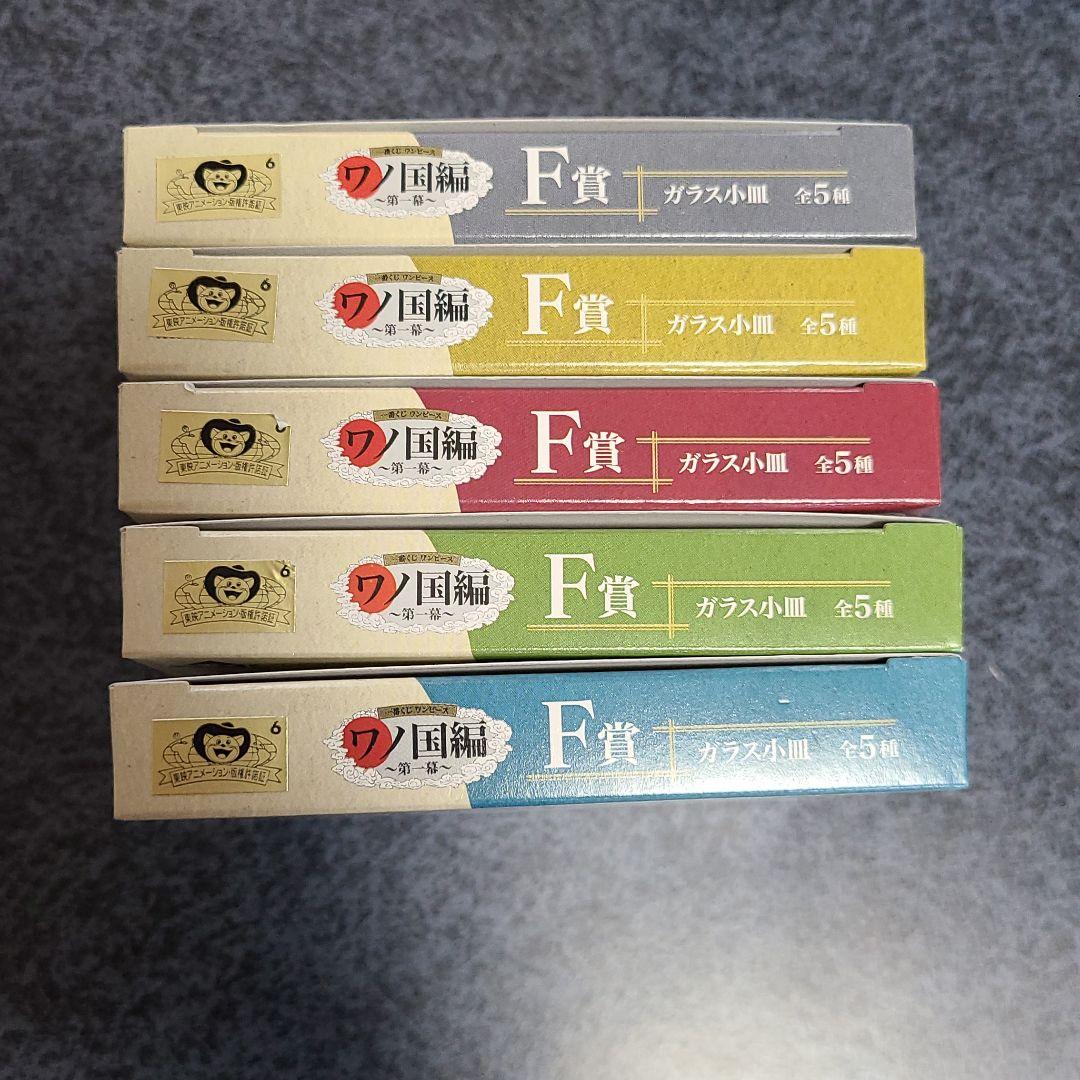 6
東映アニメーション・版権許諾証
一番くじ ワンピース
ワノ国編
～第一幕～
F賞
ガラス小皿 全5種
6
東映アニメーション・版権許諾証
一番くじ ワンピース
ワノ国編
～第一幕～
F賞
ガラス小皿 全5種
東映アニメーション・版権許諾証
一番くじ ワンピース
ワノ国編
～第一幕～
F賞
ガラス小皿 全5種
6
東映アニメーション・版権許諾証
一番くじ ワンピース
ワノ国編
～第一幕～
F賞
ガラス小皿 全5種
6
東映アニメーション・版権許諾証
一番くじ ワンピース
ワノ国編
～第一幕～
F賞
ガラス小皿 全5種